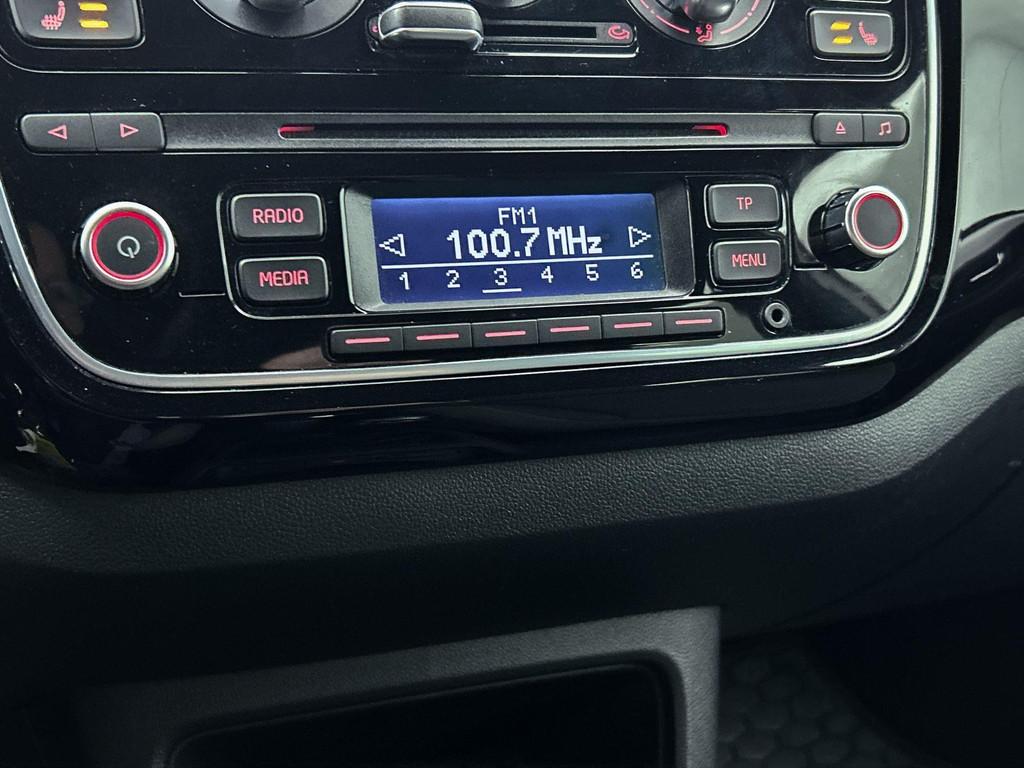 RADIO
MEDIA
FM1
100.7 MHz
1 2 3 4 5 6
TP
MENU